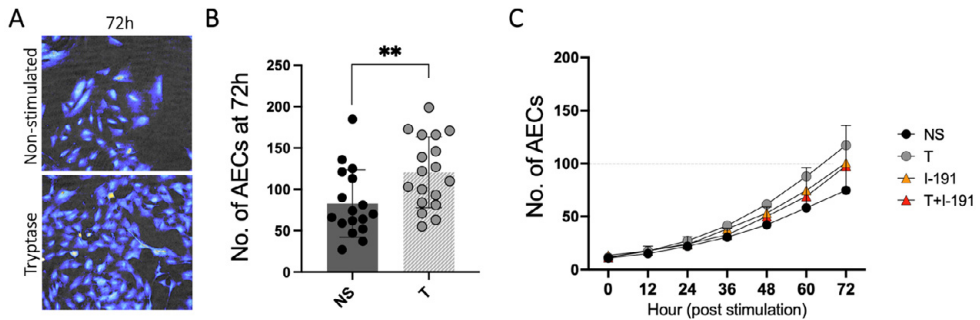 A
72h
Non-stimulated
Tryptase
B
**
No. of AECs at 72h
200
150
100
50
0
NS
T
C
No. of AECs
200
150
100
50
0
0 12 24 36 48 60 72
Hour (post stimulation)
NS
T
I-191
T+I-191